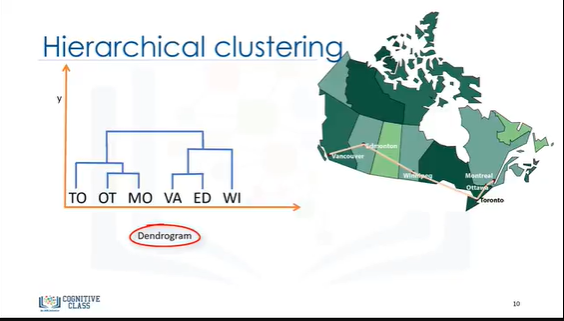 Hierarchical clustering
y
TO OT MO VA ED WI
Dendrogram
Edmonton
Vancouver
Winnipeg
Montreal
Ottawa
Toronto
COGNITIVE
CLASS
10